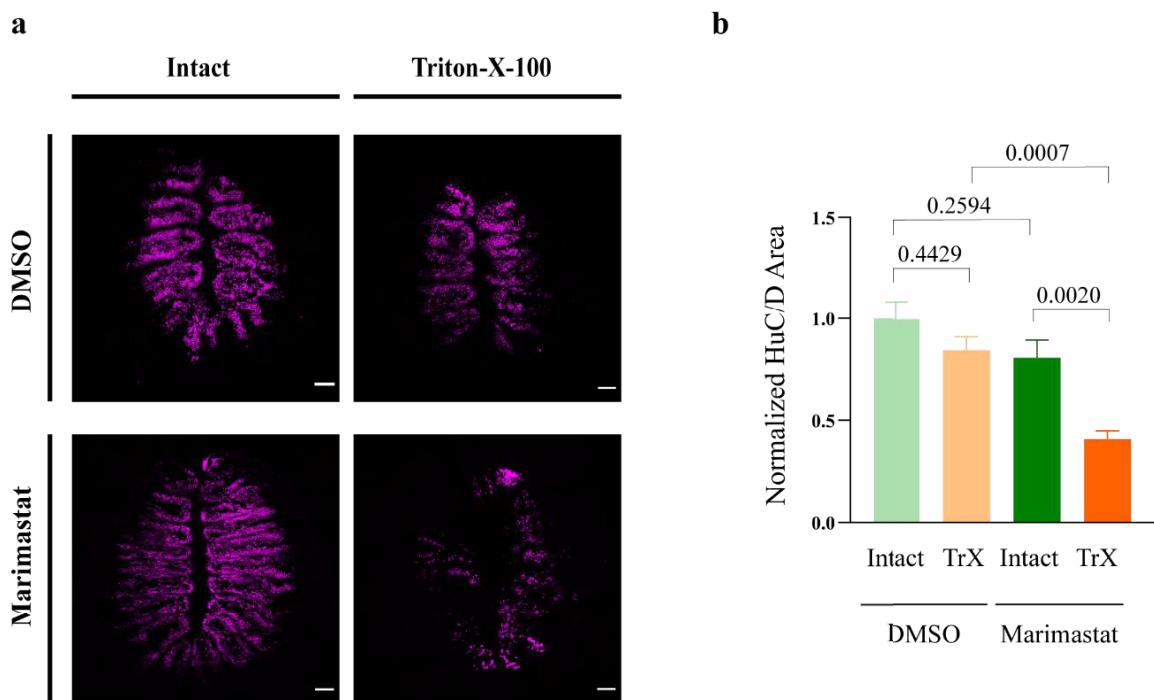 a
Intact
Triton-X-100
DMSO
Marimastat
b
0.0007
0.2594
0.4429
0.0020
Normalized HuC/D Area
1.5
1.0
0.5
0.0
Intact TrX Intact TrX
DMSO Marimastat